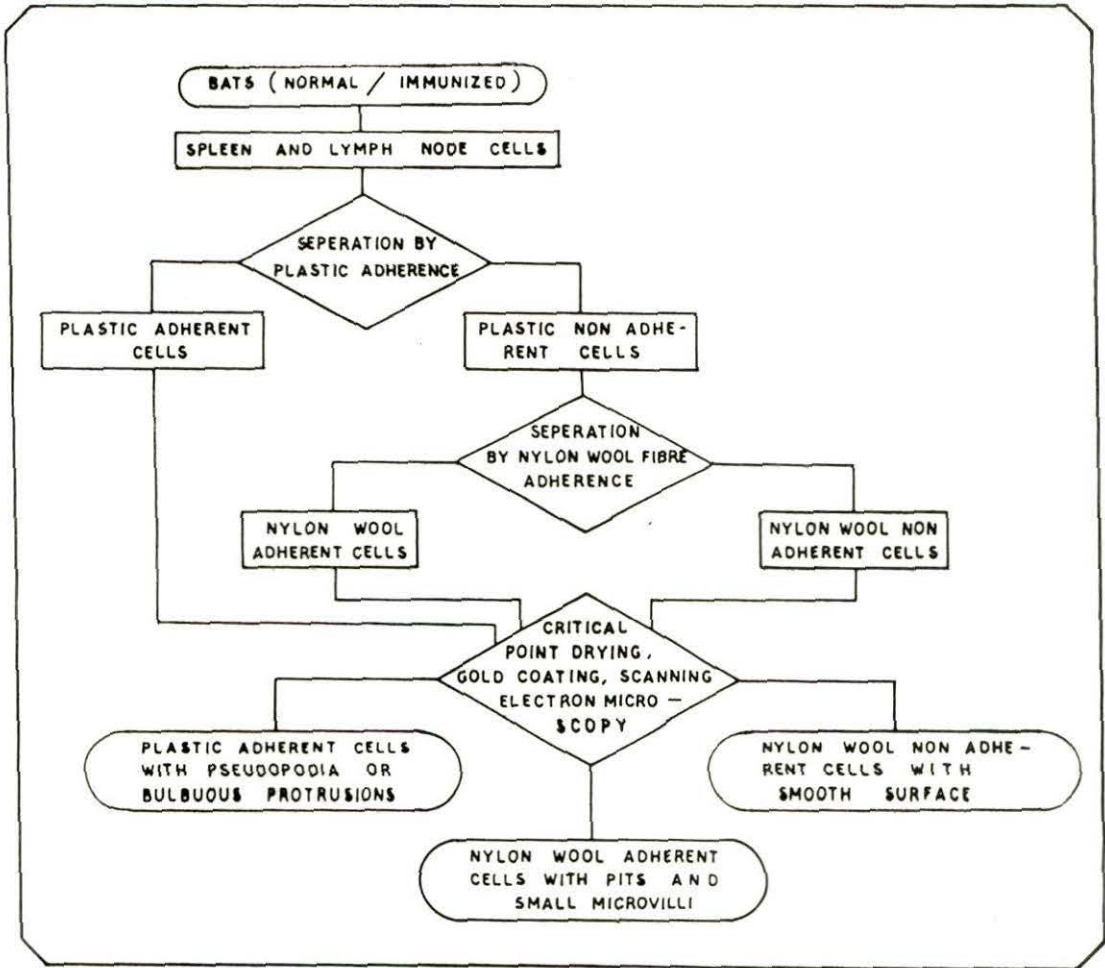 BATS (NORMAL / IMMUNIZED)
SPLEEN AND LYMPH NODE CELLS
SEPERATION BY
PLASTIC ADHERENCE
PLASTIC ADHERENT
CELLS
PLASTIC NON ADHE-
RENT CELLS
SEPERATION
BY NYLON WOOL FIBRE
ADHERENCE
NYLON WOOL
ADHERENT CELLS
NYLON WOOL NON
ADHERENT CELLS
CRITICAL
POINT DRYING,
GOLD COATING, SCANNING
ELECTRON MICRO -
SCOPY
PLASTIC ADHERENT CELLS
WITH PSEUDOPODIA OR
BULBUOUS PROTRUSIONS
NYLON WOOL NON ADHE-
RENT CELLS WITH
SMOOTH SURFACE
NYLON WOOL ADHERENT
CELLS WITH PITS AND
SMALL MICROVILLI